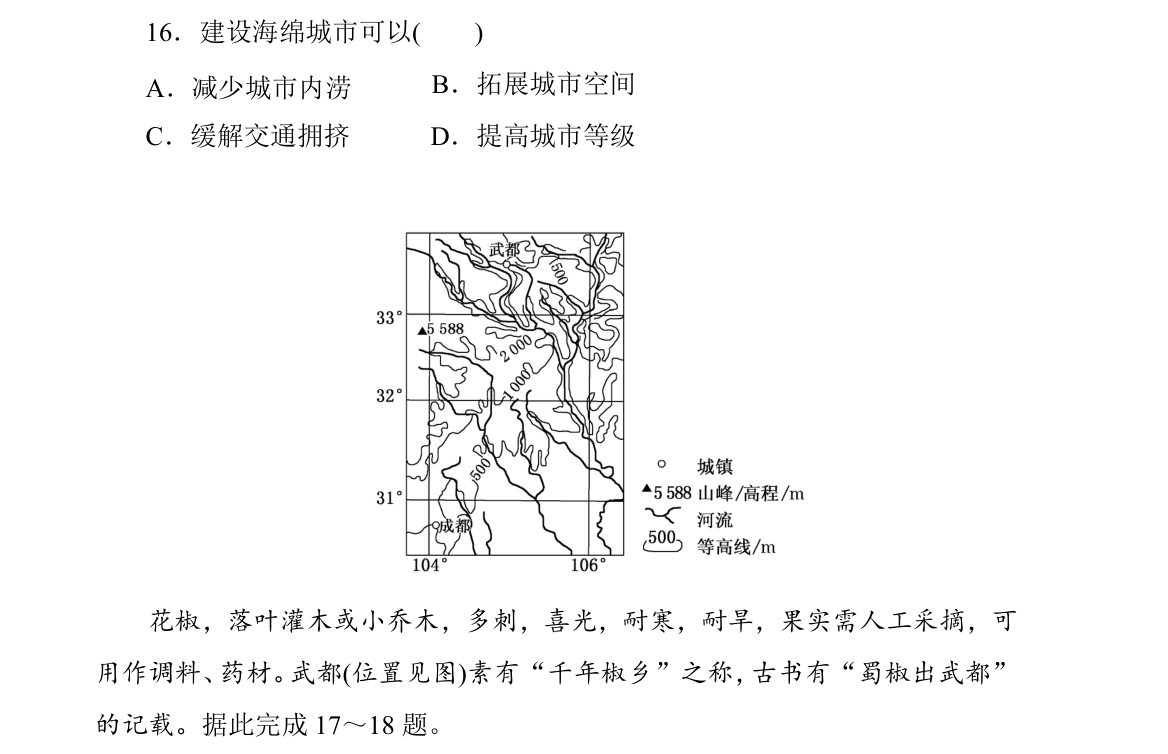 16．建设海绵城市可以(　　)
A．减少城市内涝　　B．拓展城市空间
C．缓解交通拥挤　　D．提高城市等级
武都
500
33°
▲5 588
2 000
1 000
32°
500
31°
成都
104°　106°
城镇
▲5 588 山峰/高程/m
河流
500 等高线/m
花椒，落叶灌木或小乔木，多刺，喜光，耐寒，耐旱，果实需人工采摘，可
用作调料、药材。武都(位置见图)素有“千年椒乡”之称，古书有“蜀椒出武都”
的记载。据此完成 17～18 题。